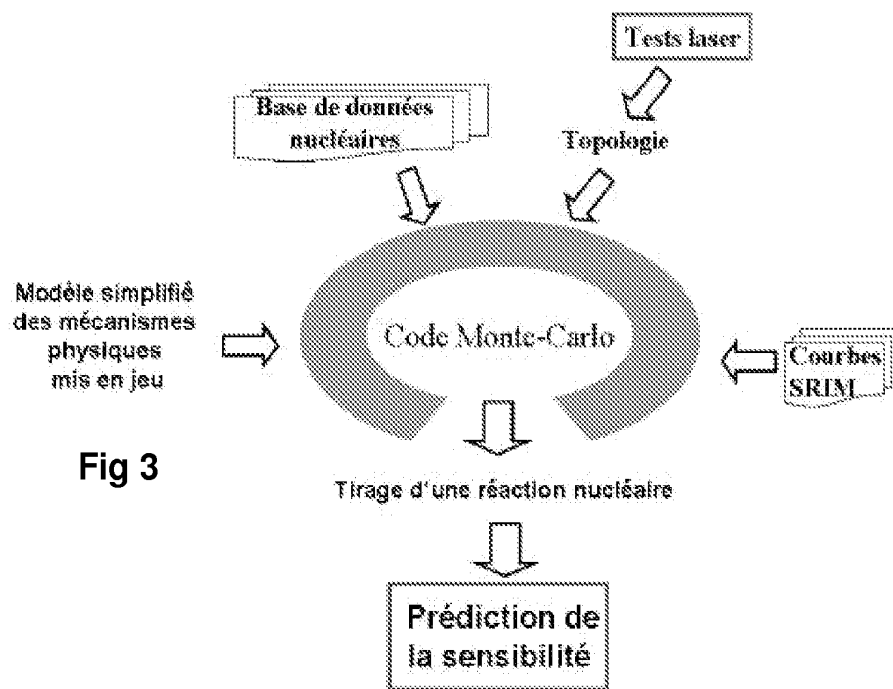 Tests laser
Base de données
nucléaires
Topologie
Modèle simplifié
des mécanismes
physiques
mis en jeu
Code Monte-Carlo
Courbes
SRIM
Fig 3
Tirage d'une réaction nucléaire
Prédiction de
la sensibilité